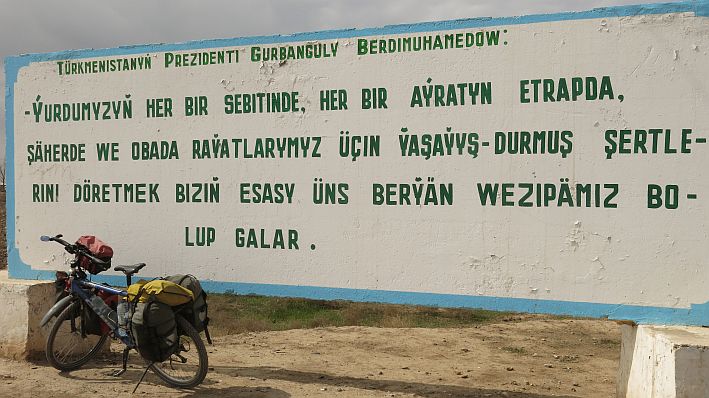 Türkmenistanyň Prezidenti Gurbanguly Berdimuhamedow:
-Ýurdumyzyň her bir sebitinde, her bir aýratyn etrapda,
şäherde we obada raýatlarymyz üçin ýaşaýyş-durmuş şertle-
rini döretmek biziň esasy üns berýän wezipämiz bo-
lup galar.